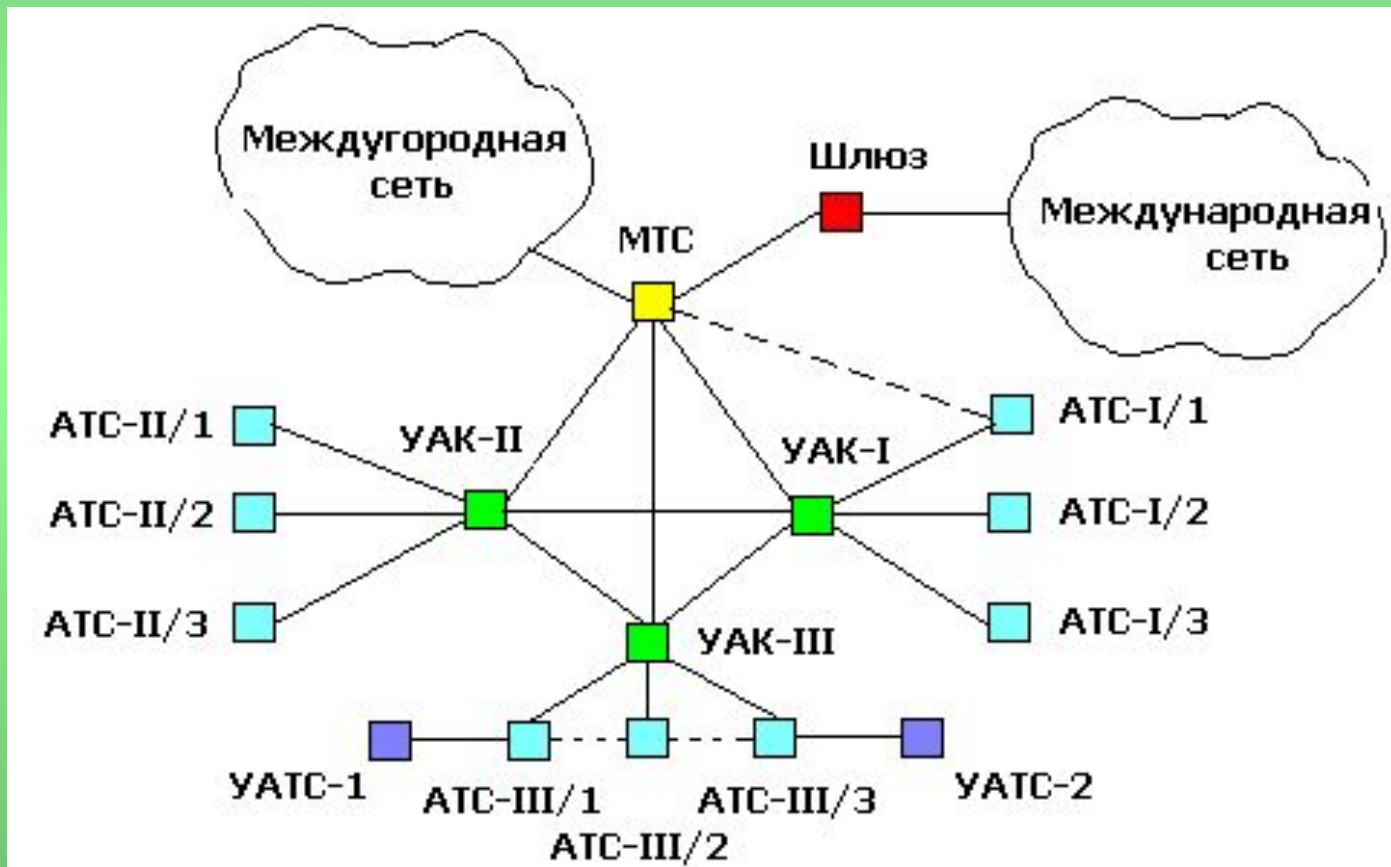 Междугородная
сеть
Шлюз
Международная
сеть
МТС
АТС-II/1
УАК-II
УАК-I
АТС-I/1
АТС-II/2
АТС-I/2
АТС-II/3
УАК-III
АТС-I/3
УАТС-1
АТС-III/1
АТС-III/2
АТС-III/3
УАТС-2